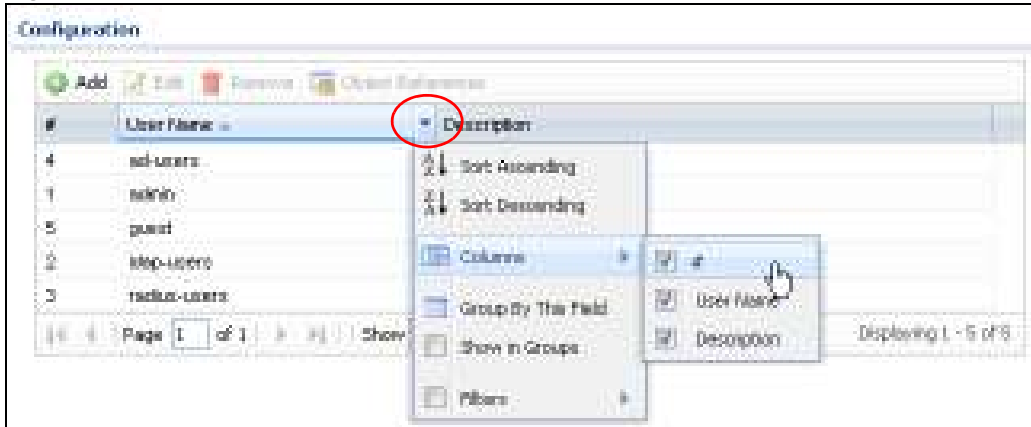 Configuration
Add Edit Remove Object References
# User Name Description
4 ad-users
1 admin
5 guest
2 ldap-users
3 radius-users
Page 1 of 1 Show
Displaying 1 - 5 of 5
Sort Ascending
Sort Descending
Columns
Group By This Field
Show in Groups
Filters
#
User Name
Description